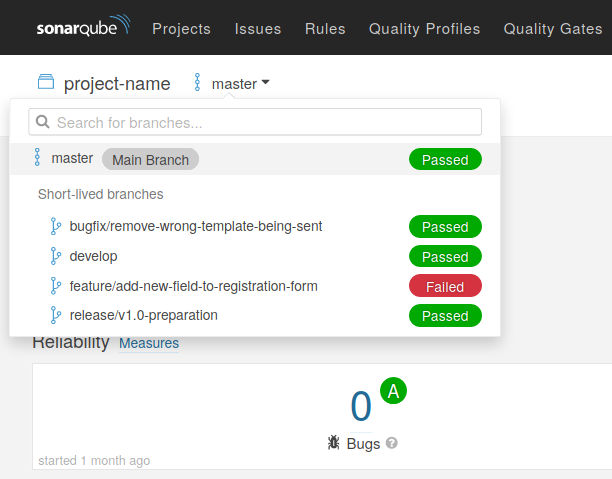 sonarqube Projects Issues Rules Quality Profiles Quality Gates
project-name master
Search for branches...
master Main Branch Passed
Short-lived branches
bugfix/remove-wrong-template-being-sent Passed
develop Passed
feature/add-new-field-to-registration-form Failed
release/v1.0-preparation Passed
Reliability Measures
0 A
Bugs ?
started 1 month ago